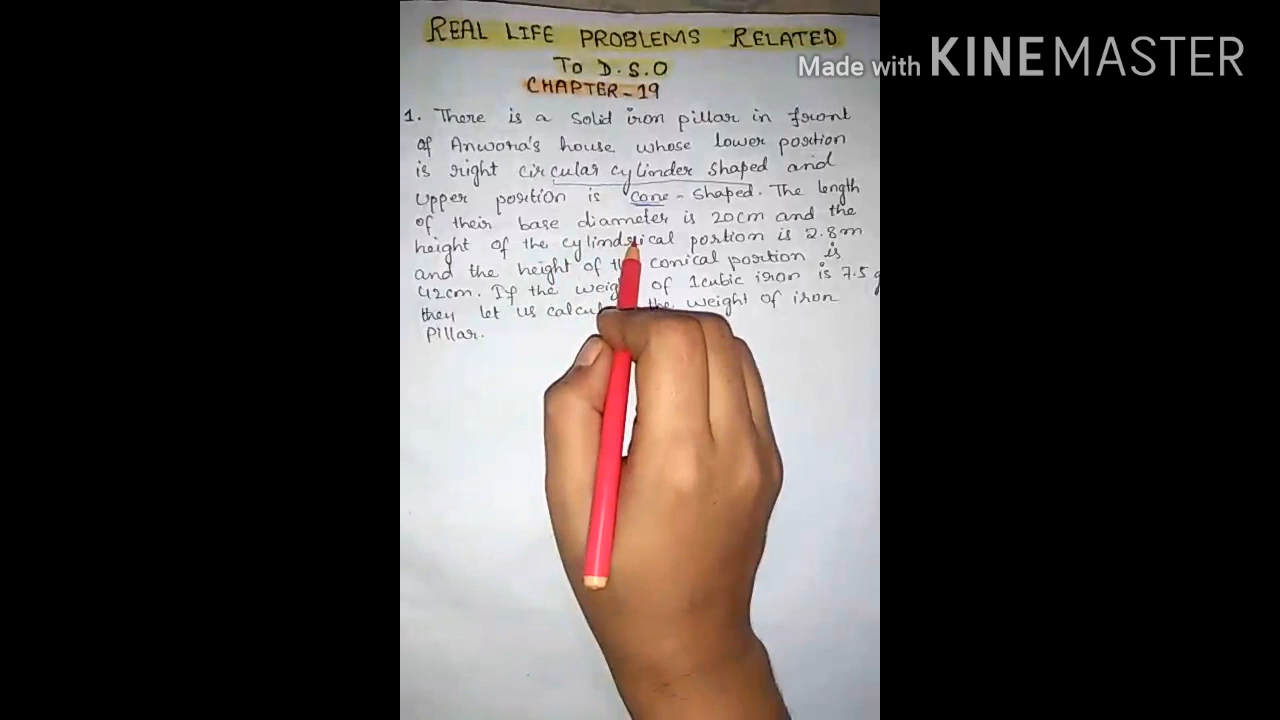 REAL LIFE PROBLEMS RELATED
TO D.S.O
CHAPTER-19
Made with KINEMASTER
1. There is a solid iron pillar in front
of Anwora's house whose lower portion
is right circular cylinder shaped and
upper portion is cone - shaped. The length
of their base diameter is 20cm and the
height of the cylindrical portion is 2.8m
and the height of conical portion is
42cm. If the of 1cubic iron is 7.5
they let us the weight of iron
Pillar.